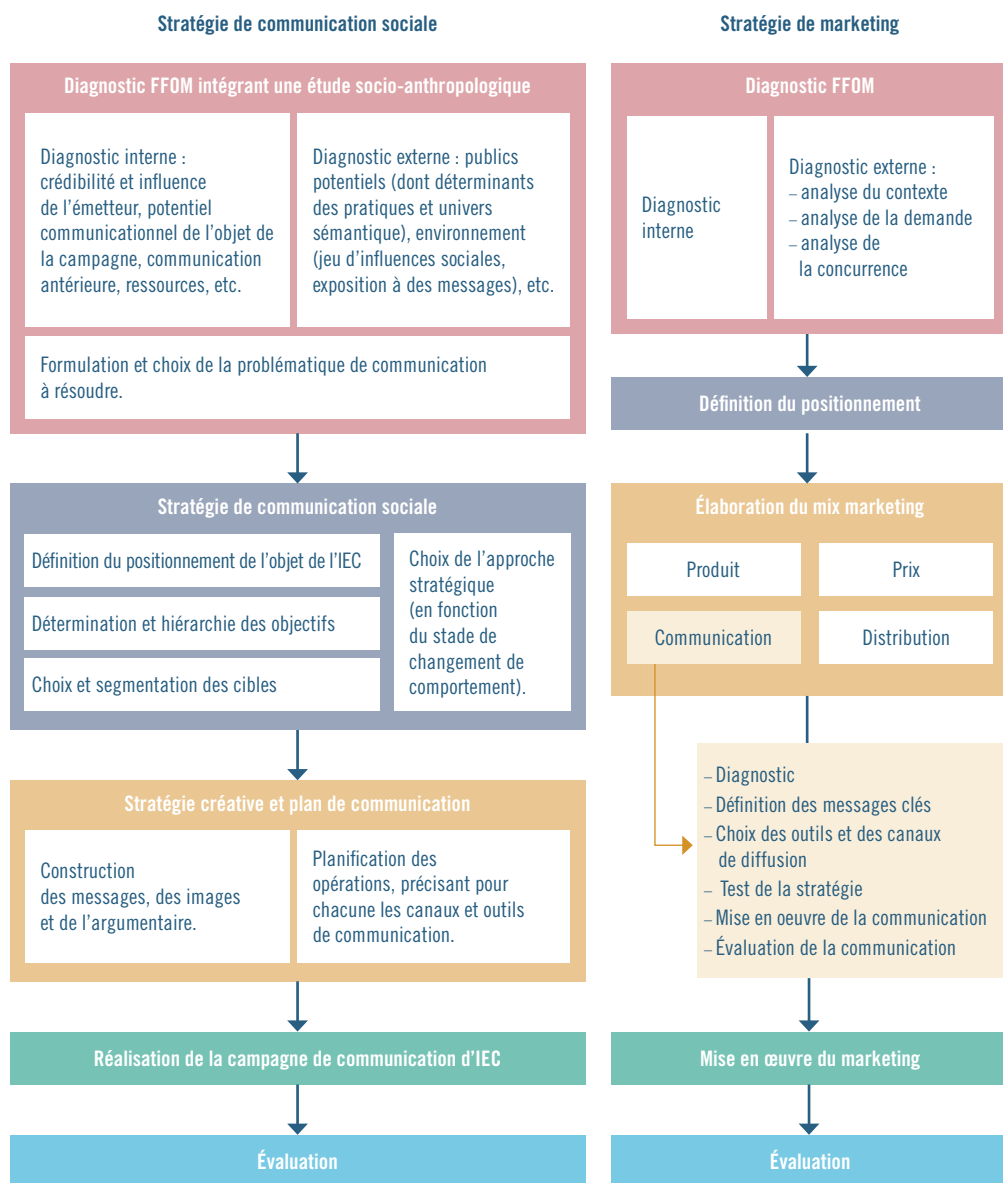 Stratégie de communication sociale
Diagnostic FFOM intégrant une étude socio-anthropologique
Diagnostic interne :
crédibilité et influence
de l'émetteur, potentiel
communicationnel de l'objet de
la campagne, communication
antérieure, ressources, etc.
Diagnostic externe : publics
potentiels (dont déterminants
des pratiques et univers
sémantique), environnement
(jeu d'influences sociales,
exposition à des messages), etc.
Formulation et choix de la problématique de communication
à résoudre.
Stratégie de communication sociale
Définition du positionnement de l'objet de l'IEC
Détermination et hiérarchie des objectifs
Choix et segmentation des cibles
Choix de l'approche
stratégique
(en fonction
du stade de
changement de
comportement).
Stratégie créative et plan de communication
Construction
des messages, des images
et de l'argumentaire.
Planification des
opérations, précisant pour
chacune les canaux et outils
de communication.
Réalisation de la campagne de communication d'IEC
Évaluation
Stratégie de marketing
Diagnostic FFOM
Diagnostic
interne
Diagnostic externe :
– analyse du contexte
– analyse de la demande
– analyse de
la concurrence
Définition du positionnement
Élaboration du mix marketing
Produit
Prix
Communication
Distribution
– Diagnostic
– Définition des messages clés
– Choix des outils et des canaux
de diffusion
– Test de la stratégie
– Mise en oeuvre de la communication
– Évaluation de la communication
Mise en œuvre du marketing
Évaluation